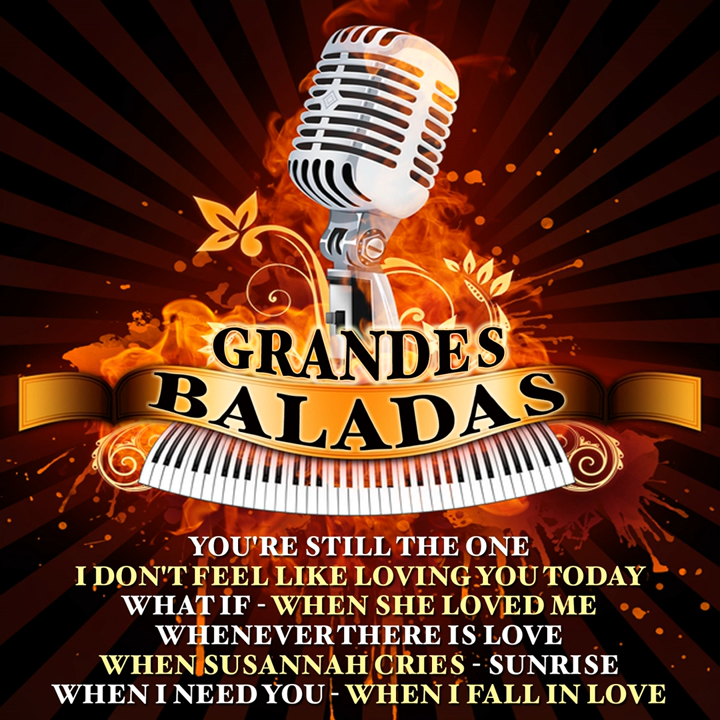 GRANDES
BALADAS
YOU'RE STILL THE ONE
I DON'T FEEL LIKE LOVING YOU TODAY
WHAT IF - WHEN SHE LOVED ME
WHENEVER THERE IS LOVE
WHEN SUSANNAH CRIES - SUNRISE
WHEN I NEED YOU - WHEN I FALL IN LOVE